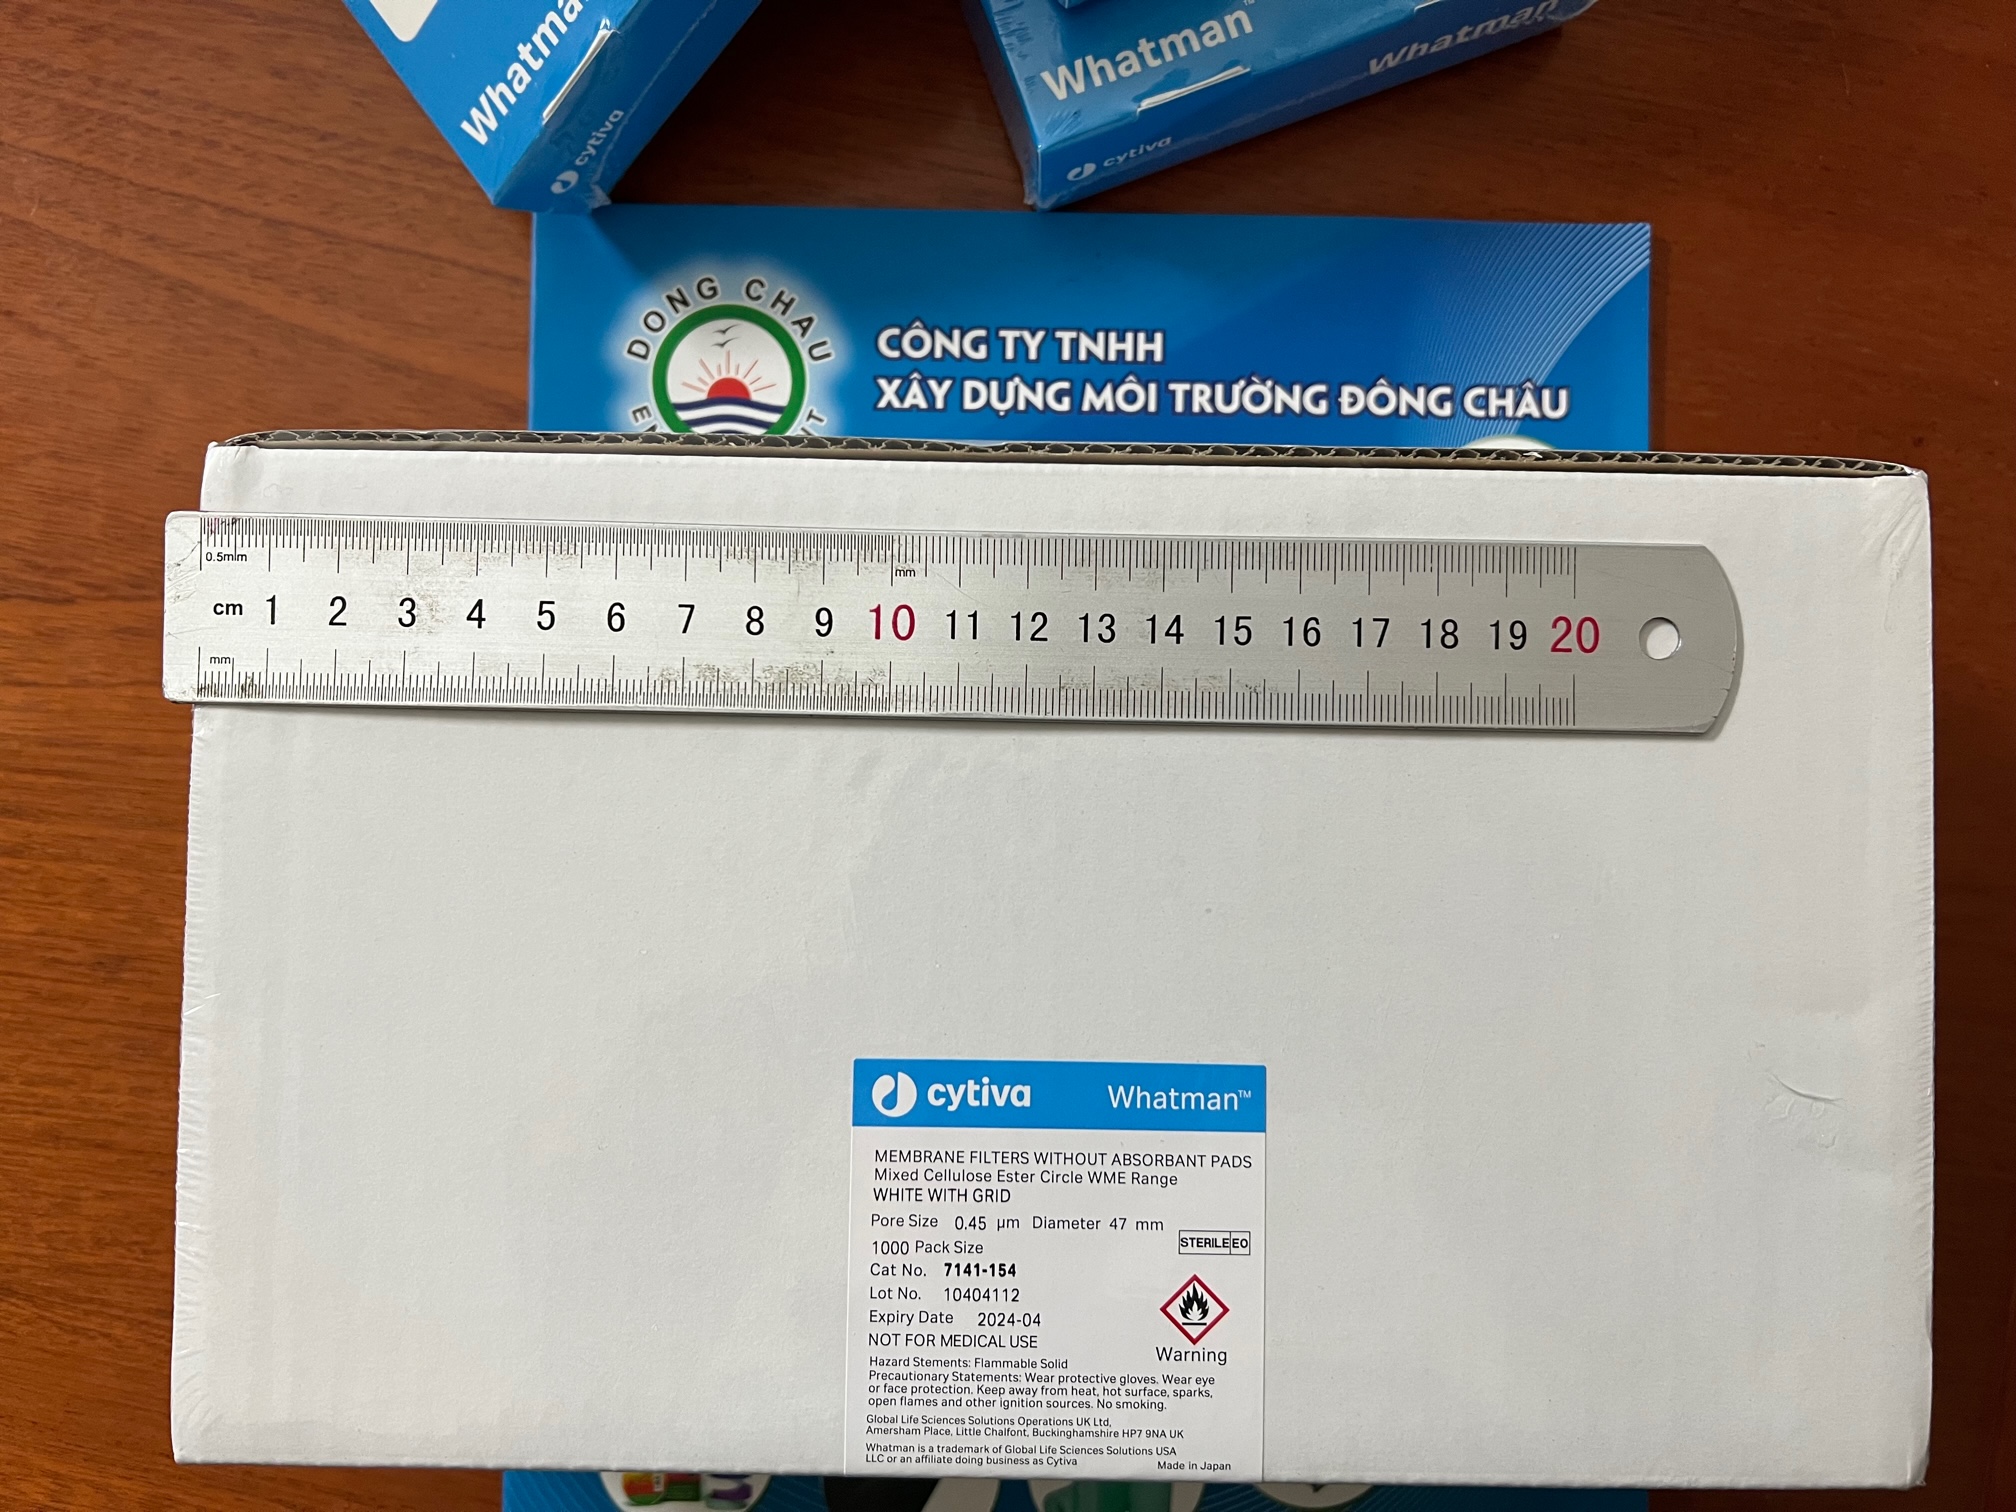 Whatman
cytiva
Whatman™
Whatman
cytiva
DONG CHAU
CÔNG TY TNHH
XÂY DỰNG MÔI TRƯỜNG ĐÔNG CHÂU
0.5mm
mm
cm 1 2 3 4 5 6 7 8 9 10 11 12 13 14 15 16 17 18 19 20
mm
cytiva Whatman™
MEMBRANE FILTERS WITHOUT ABSORBANT PADS
Mixed Cellulose Ester Circle WME Range
WHITE WITH GRID
Pore Size 0.45 µm Diameter 47 mm
STERILE EO
1000 Pack Size
Cat No. 7141-154
Lot No. 10404112
Expiry Date 2024-04
NOT FOR MEDICAL USE
Warning
Hazard Stements: Flammable Solid
Precautionary Statements: Wear protective gloves. Wear eye
or face protection. Keep away from heat, hot surface, sparks,
open flames and other ignition sources. No smoking.
Global Life Sciences Solutions Operations UK Ltd,
Amersham Place, Little Chalfont, Buckinghamshire HP7 9NA UK
Whatman is a trademark of Global Life Sciences Solutions USA
LLC or an affiliate doing business as Cytiva
Made in Japan